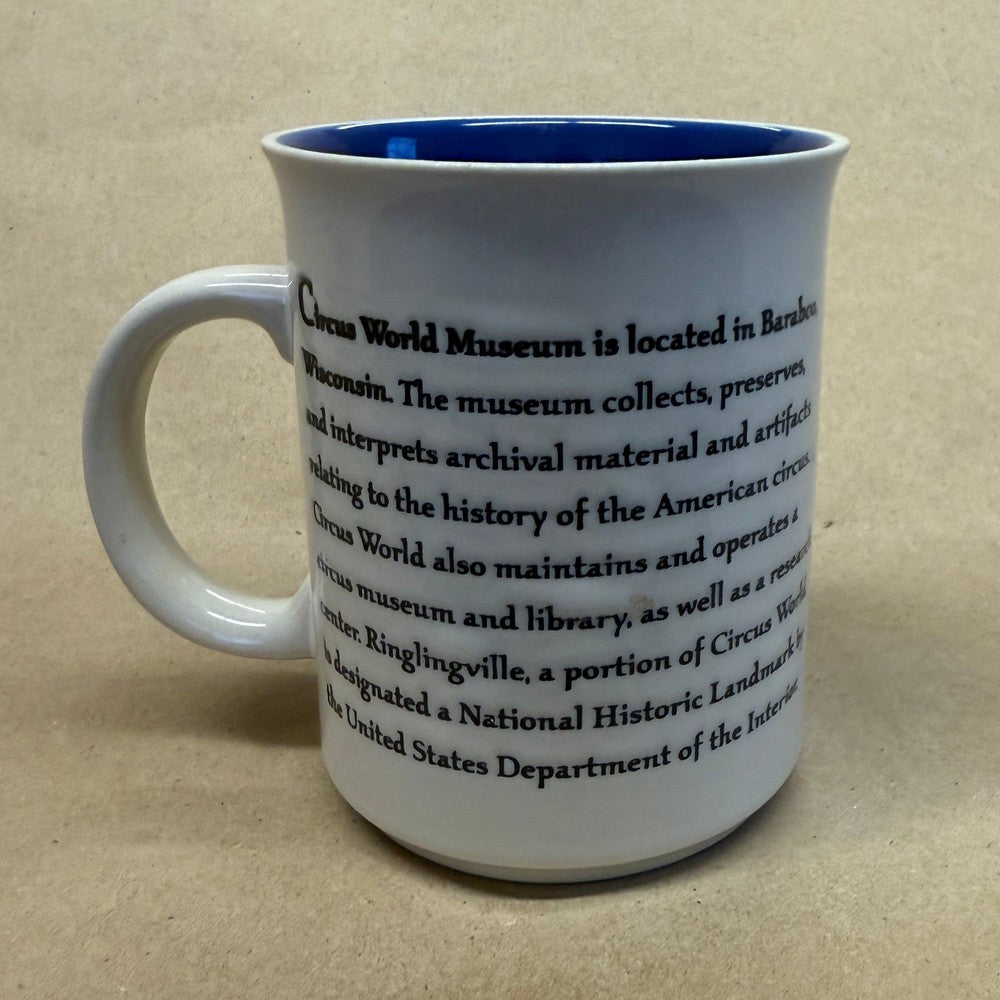 Circus World Museum is located in Baraboo,
Wisconsin. The museum collects, preserves,
and interprets archival material and artifacts
relating to the history of the American circus.
Circus World also maintains and operates a
circus museum and library, as well as a research
center. Ringlingville, a portion of Circus World,
is designated a National Historic Landmark by
the United States Department of the Interior.